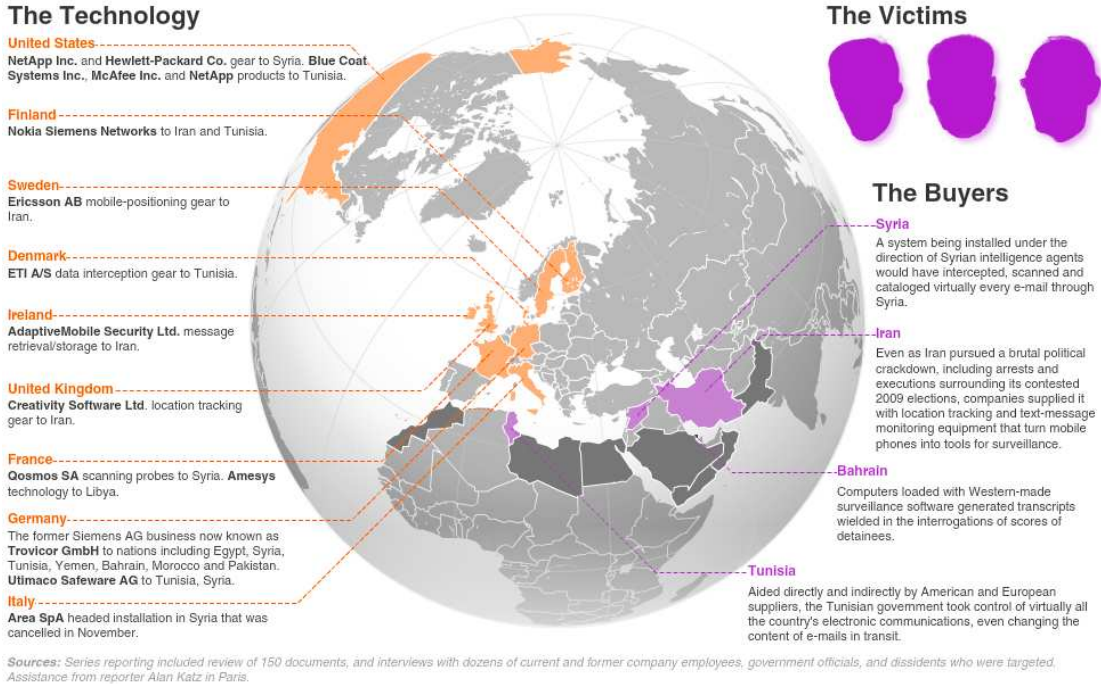 The Technology
United States
NetApp Inc. and Hewlett-Packard Co. gear to Syria. Blue Coat
Systems Inc., McAfee Inc. and NetApp products to Tunisia.
Finland
Nokia Siemens Networks to Iran and Tunisia.
Sweden
Ericsson AB mobile-positioning gear to
Iran.
Denmark
ETI A/S data interception gear to Tunisia.
Ireland
AdaptiveMobile Security Ltd. message
retrieval/storage to Iran.
United Kingdom
Creativity Software Ltd. location tracking
gear to Iran.
France
Qosmos SA scanning probes to Syria. Amesys
technology to Libya.
Germany
The former Siemens AG business now known as
Trovicor GmbH to nations including Egypt, Syria,
Tunisia, Yemen, Bahrain, Morocco and Pakistan.
Utimaco Safeware AG to Tunisia, Syria.
Italy
Area SpA headed installation in Syria that was
cancelled in November.
The Victims
The Buyers
Syria
A system being installed under the
direction of Syrian intelligence agents
would have intercepted, scanned and
cataloged virtually every e-mail through
Syria.
Iran
Even as Iran pursued a brutal political
crackdown, including arrests and
executions surrounding its contested
2009 elections, companies supplied it
with location tracking and text-message
monitoring equipment that turn mobile
phones into tools for surveillance.
Bahrain
Computers loaded with Western-made
surveillance software generated transcripts
wielded in the interrogations of scores of
detainees.
Tunisia
Aided directly and indirectly by American and European
suppliers, the Tunisian government took control of virtually all
the country's electronic communications, even changing the
content of e-mails in transit.
Sources: Series reporting included review of 150 documents, and interviews with dozens of current and former company employees, government officials, and dissidents who were targeted.
Assistance from reporter Alan Katz in Paris.